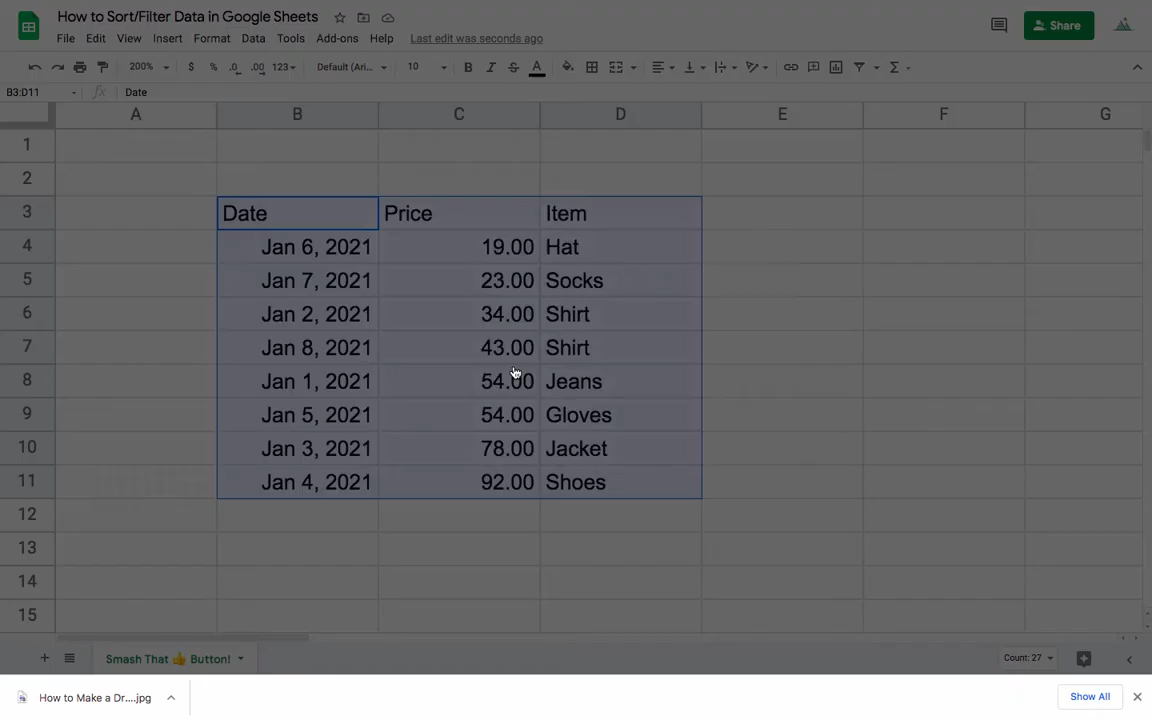 How to Sort/Filter Data in Google Sheets
File Edit View Insert Format Data Tools Add-ons Help Last edit was seconds ago
Share
200% $ % .0 .00 123 Default (Ari... 10 B I S A Σ
B3:D11 fx Date
A B C D E F G
1
2
3 Date Price Item
4 Jan 6, 2021 19.00 Hat
5 Jan 7, 2021 23.00 Socks
6 Jan 2, 2021 34.00 Shirt
7 Jan 8, 2021 43.00 Shirt
8 Jan 1, 2021 54.00 Jeans
9 Jan 5, 2021 54.00 Gloves
10 Jan 3, 2021 78.00 Jacket
11 Jan 4, 2021 92.00 Shoes
12
13
14
15
Smash That 👍 Button! Count: 27
How to Make a Dr....jpg Show All